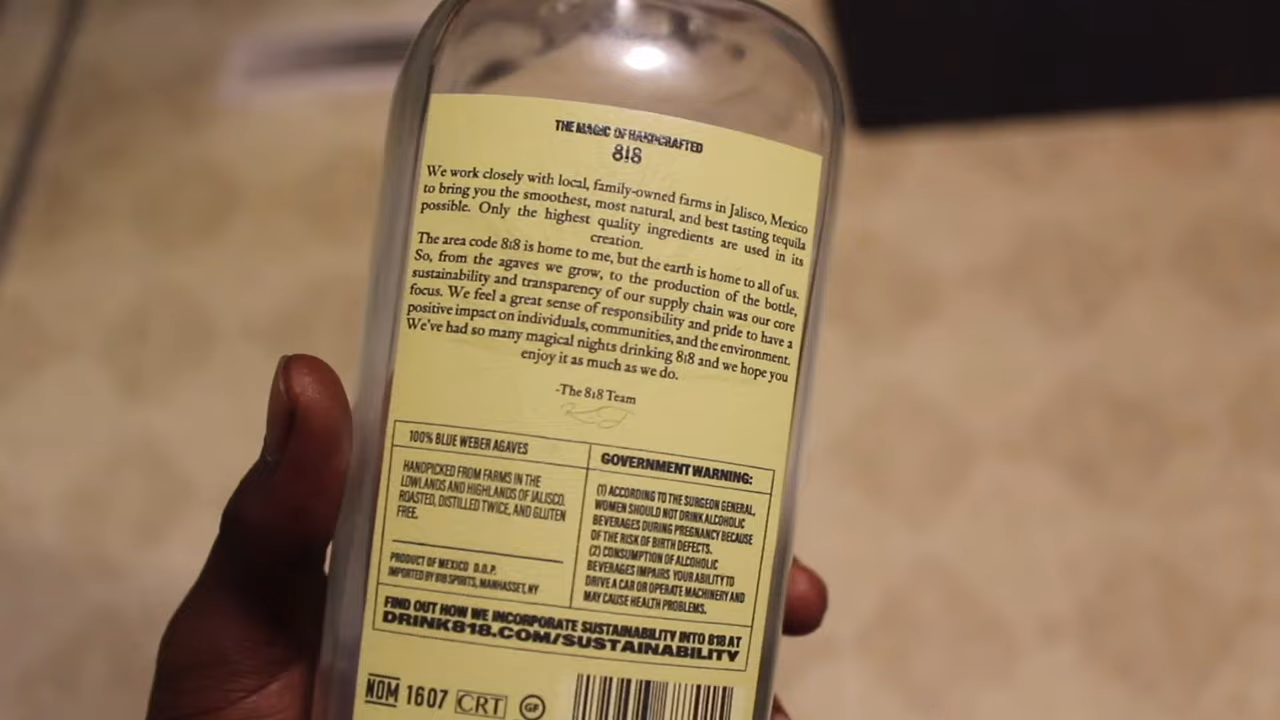 THE MAGIC OF HANDCRAFTED
818
We work closely with local, family-owned farms in Jalisco, Mexico
to bring you the smoothest, most natural, and best tasting tequila
possible. Only the highest quality ingredients are used in its
creation.
The area code 818 is home to me, but the earth is home to all of us.
So, from the agaves we grow, to the production of the bottle,
sustainability and transparency of our supply chain was our core
focus. We feel a great sense of responsibility and pride to have a
positive impact on individuals, communities, and the environment.
We've had so many magical nights drinking 818 and we hope you
enjoy it as much as we do.
-The 818 Team
100% BLUE WEBER AGAVES
HANDPICKED FROM FARMS IN THE
LOWLANDS AND HIGHLANDS OF JALISCO.
ROASTED, DISTILLED TWICE, AND GLUTEN
FREE.
PRODUCT OF MEXICO D.O.P.
IMPORTED BY 818 SPIRITS, MANHASSET, NY
GOVERNMENT WARNING:
(1) ACCORDING TO THE SURGEON GENERAL,
WOMEN SHOULD NOT DRINK ALCOHOLIC
BEVERAGES DURING PREGNANCY BECAUSE
OF THE RISK OF BIRTH DEFECTS.
(2) CONSUMPTION OF ALCOHOLIC
BEVERAGES IMPAIRS YOUR ABILITY TO
DRIVE A CAR OR OPERATE MACHINERY AND
MAY CAUSE HEALTH PROBLEMS.
FIND OUT HOW WE INCORPORATE SUSTAINABILITY INTO 818 AT
DRINK818.COM/SUSTAINABILITY
NOM 1607 CRT GF